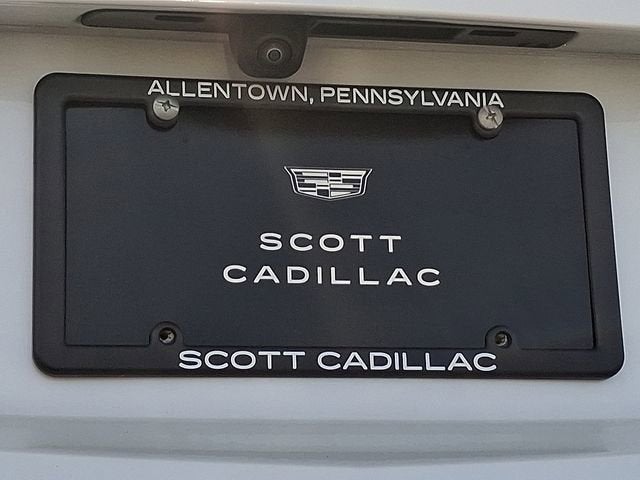 ALLENTOWN, PENNSYLVANIA
SCOTT
CADILLAC
SCOTT CADILLAC